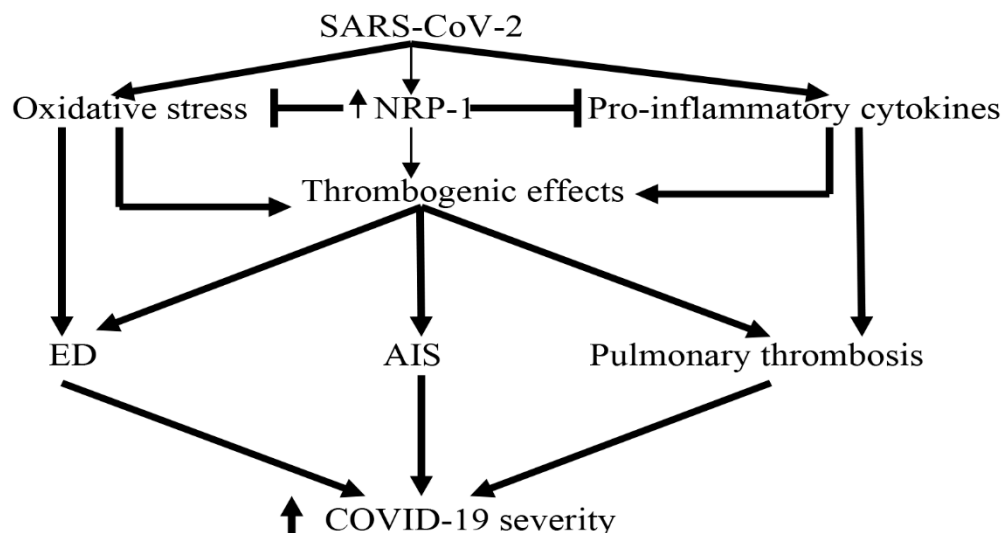 SARS-CoV-2
Oxidative stress
↑ NRP-1
Pro-inflammatory cytokines
Thrombogenic effects
ED
AIS
Pulmonary thrombosis
↑ COVID-19 severity